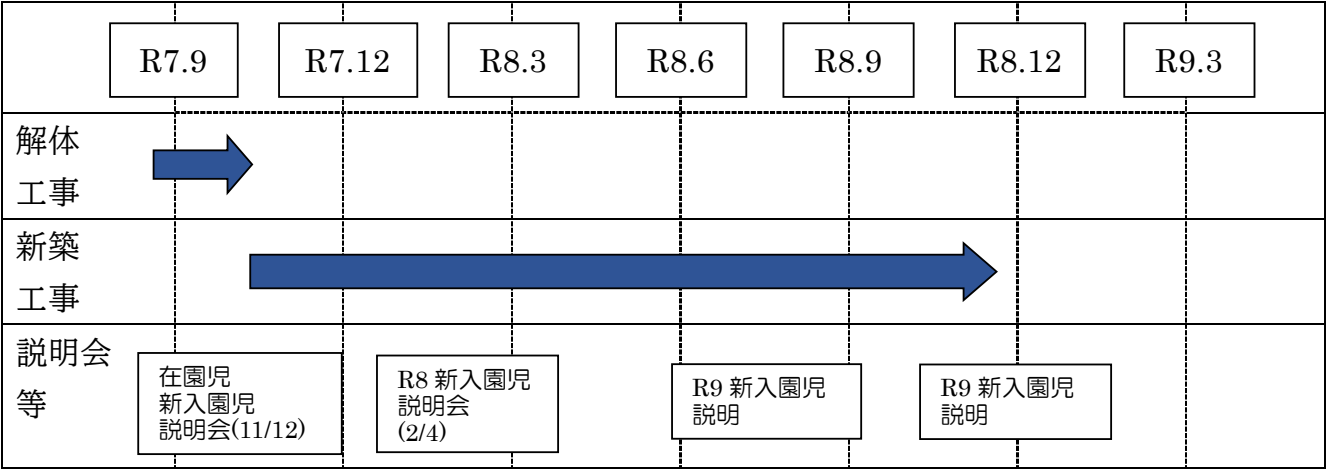 R7.9
R7.12
R8.3
R8.6
R8.9
R8.12
R9.3
解体
工事
新築
工事
説明会
等
在園児
新入園児
説明会(11/12)
R8 新入園児
説明会
(2/4)
R9 新入園児
説明
R9 新入園児
説明